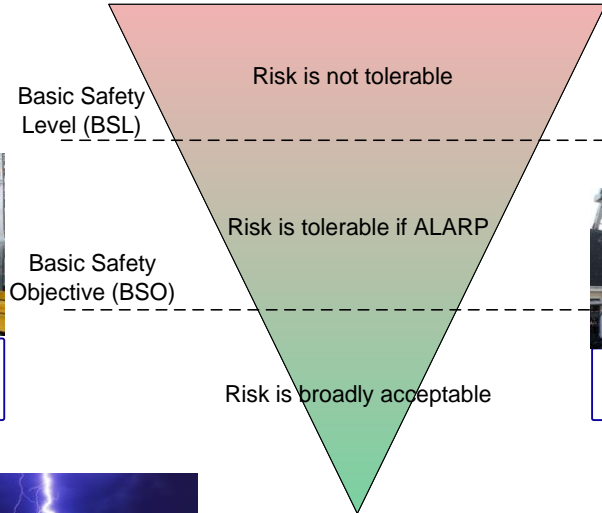 Risk is not tolerable
Basic Safety
Level (BSL)
Risk is tolerable if ALARP
Basic Safety
Objective (BSO)
Risk is broadly acceptable